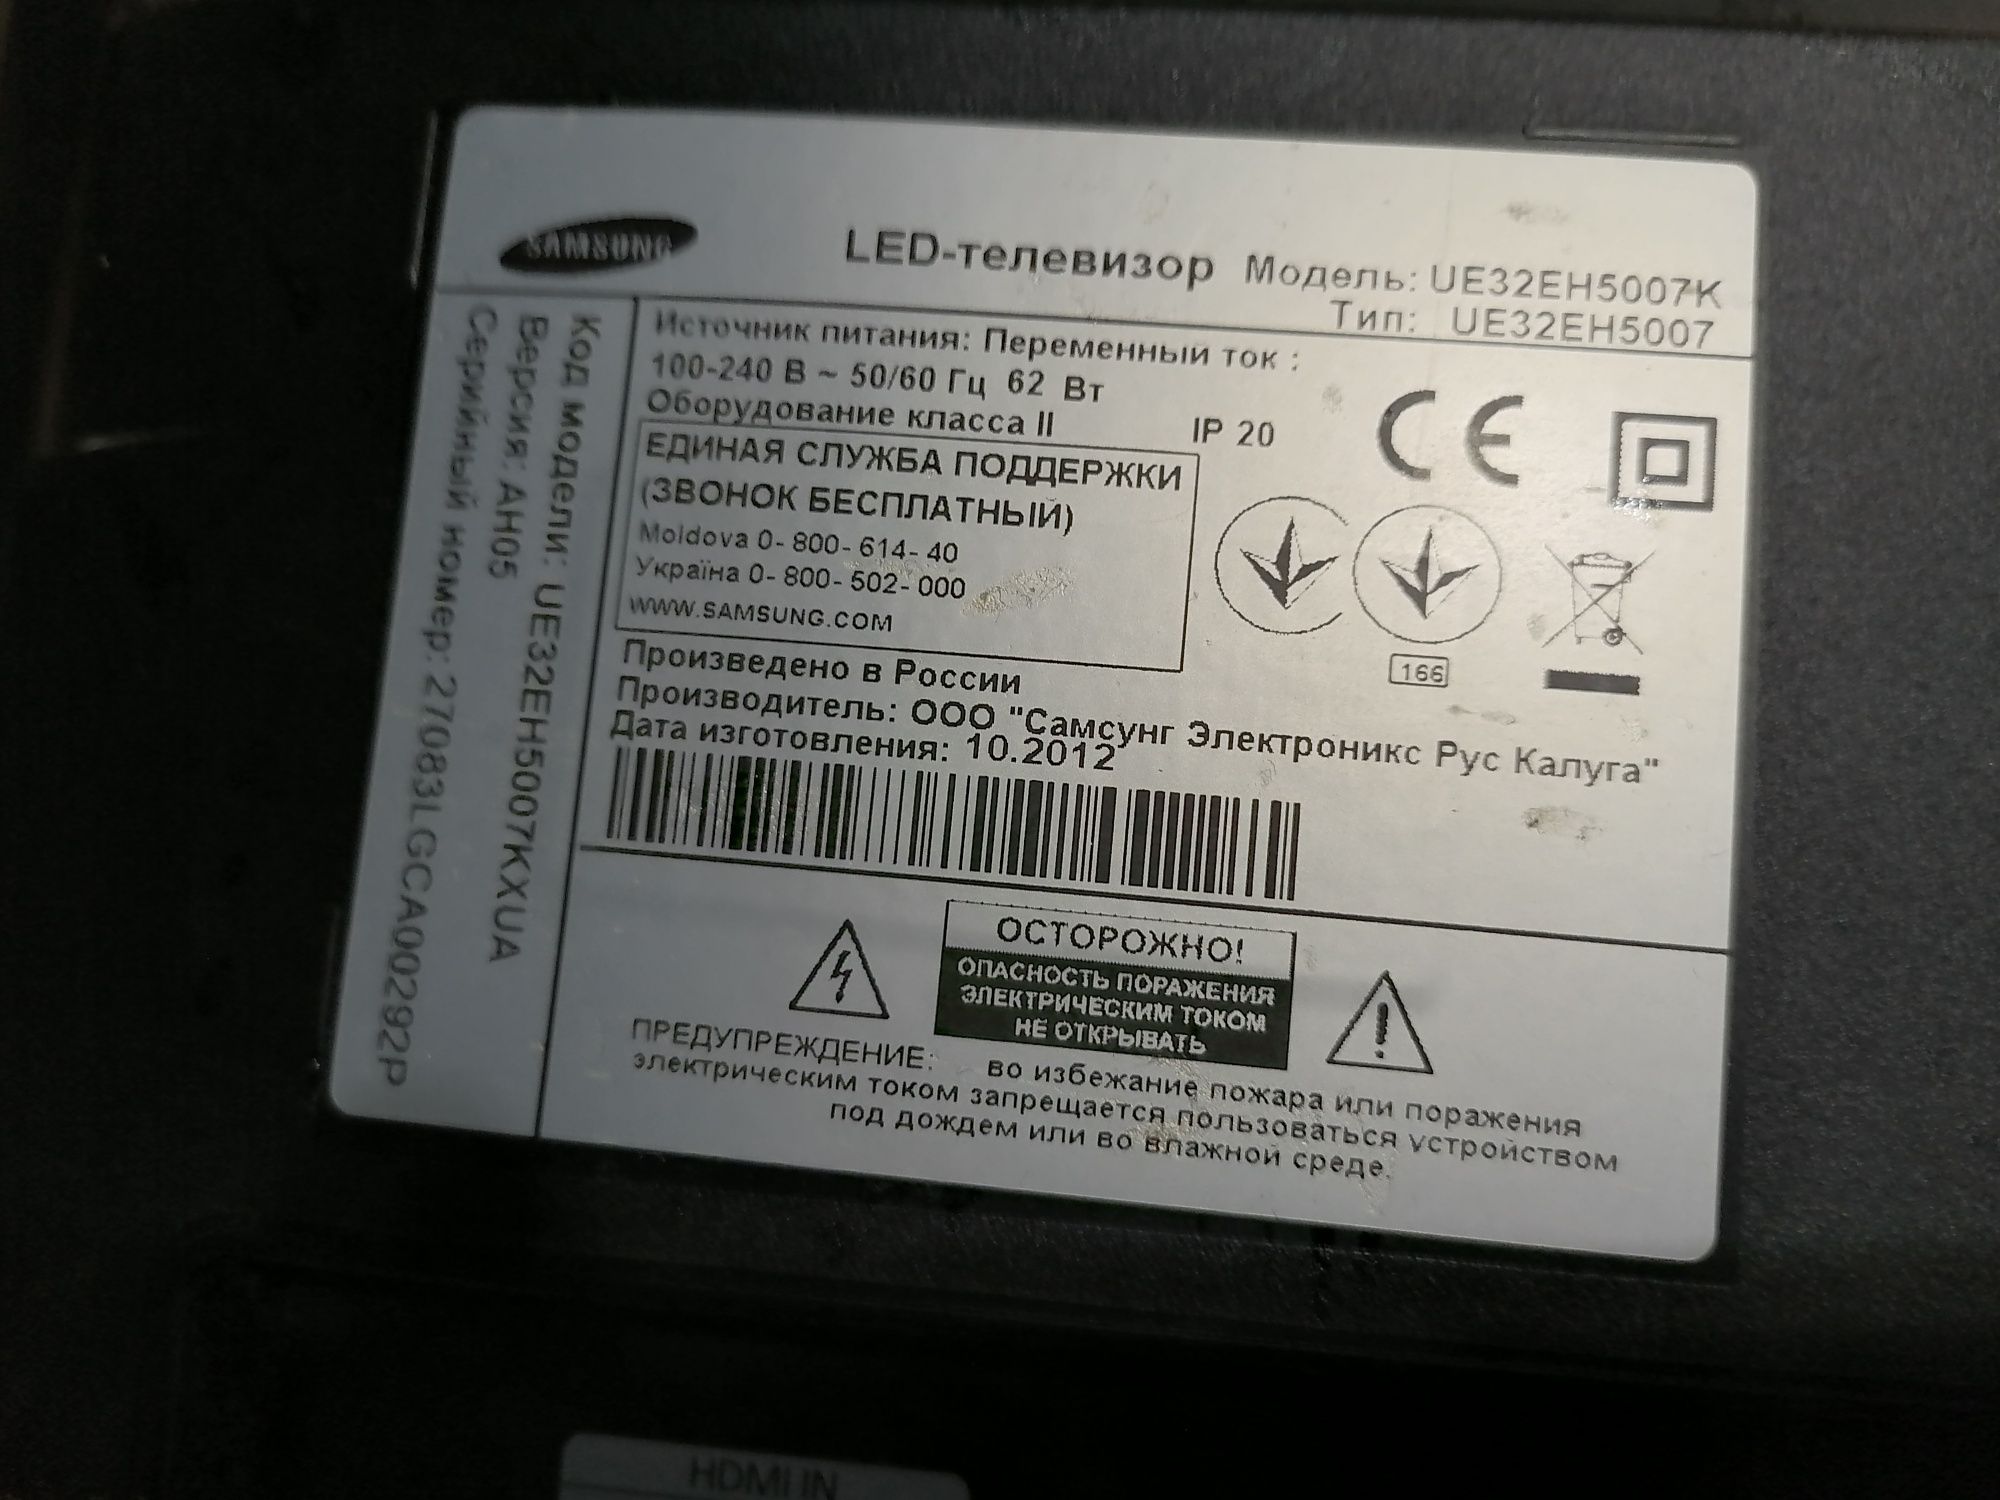 SAMSUNG
LED-телевизор Модель: UE32EH5007K
Тип: UE32EH5007
Код модели: UE32EH5007KXUA
Версия: AH05
Серийный номер: 27083LGCA00292P
Источник питания: Переменный ток :
100-240 В ~ 50/60 Гц 62 Вт
Оборудование класса II
IP 20
CE
ЕДИНАЯ СЛУЖБА ПОДДЕРЖКИ
(ЗВОНОК БЕСПЛАТНЫЙ)
Moldova 0- 800- 614- 40
Україна 0- 800- 502- 000
WWW.SAMSUNG.COM
166
Произведено в России
Производитель: ООО "Самсунг Электроникс Рус Калуга"
Дата изготовления: 10.2012
ОСТОРОЖНО!
ОПАСНОСТЬ ПОРАЖЕНИЯ
ЭЛЕКТРИЧЕСКИМ ТОКОМ
НЕ ОТКРЫВАТЬ
ПРЕДУПРЕЖДЕНИЕ: во избежание пожара или поражения
электрическим током запрещается пользоваться устройством
под дождем или во влажной среде.
HDMI IN